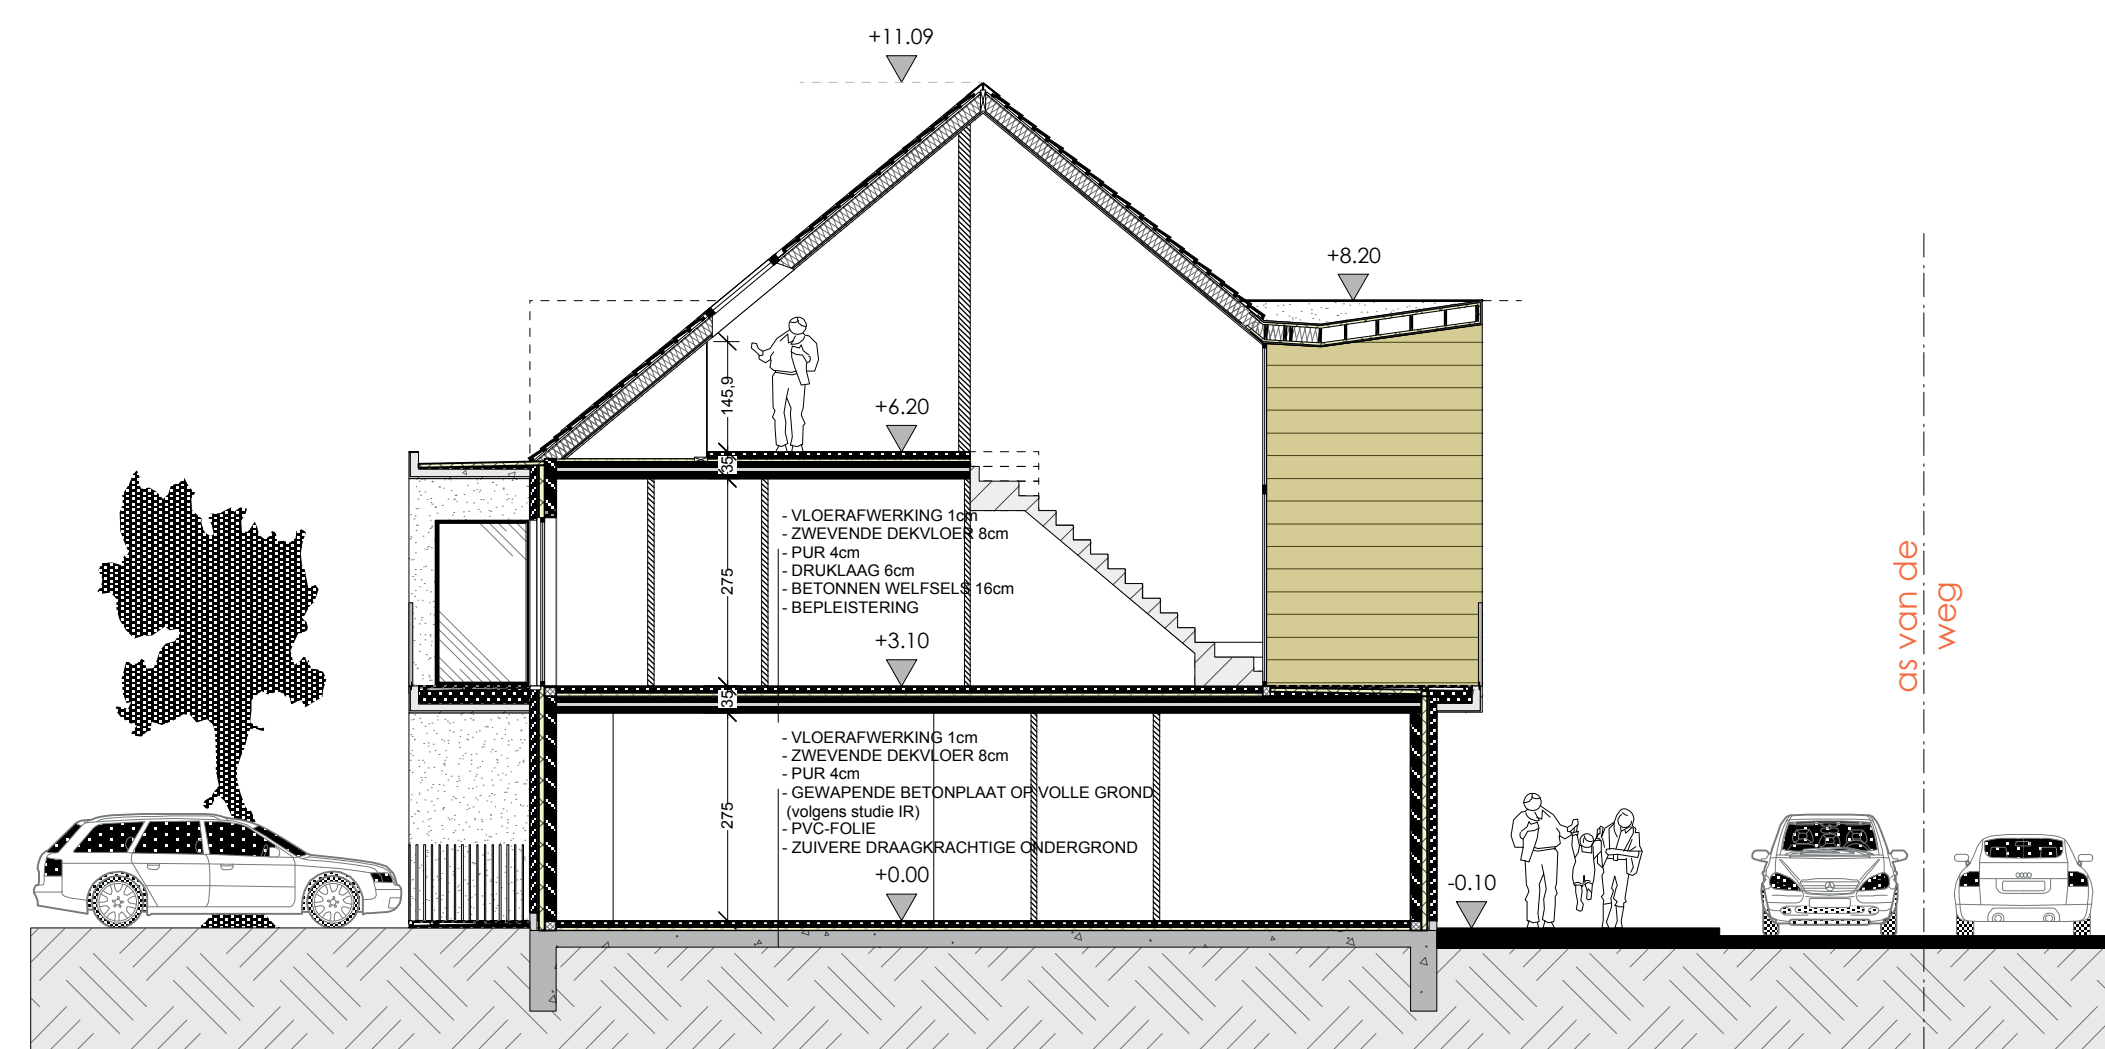 +11.09
+8.20
145,9
+6.20
35
- VLOERAFWERKING 1cm
- ZWEVENDE DEKVLOER 8cm
- PUR 4cm
- DRUKLAAG 6cm
- BETONNEN WELFSELS 16cm
- BEPLEISTERING
275
+3.10
35
as van de
weg
- VLOERAFWERKING 1cm
- ZWEVENDE DEKVLOER 8cm
- PUR 4cm
- GEWAPENDE BETONPLAAT OP VOLLE GROND
(volgens studie IR)
- PVC-FOLIE
- ZUIVERE DRAAGKRACHTIGE ONDERGROND
275
+0.00
-0.10